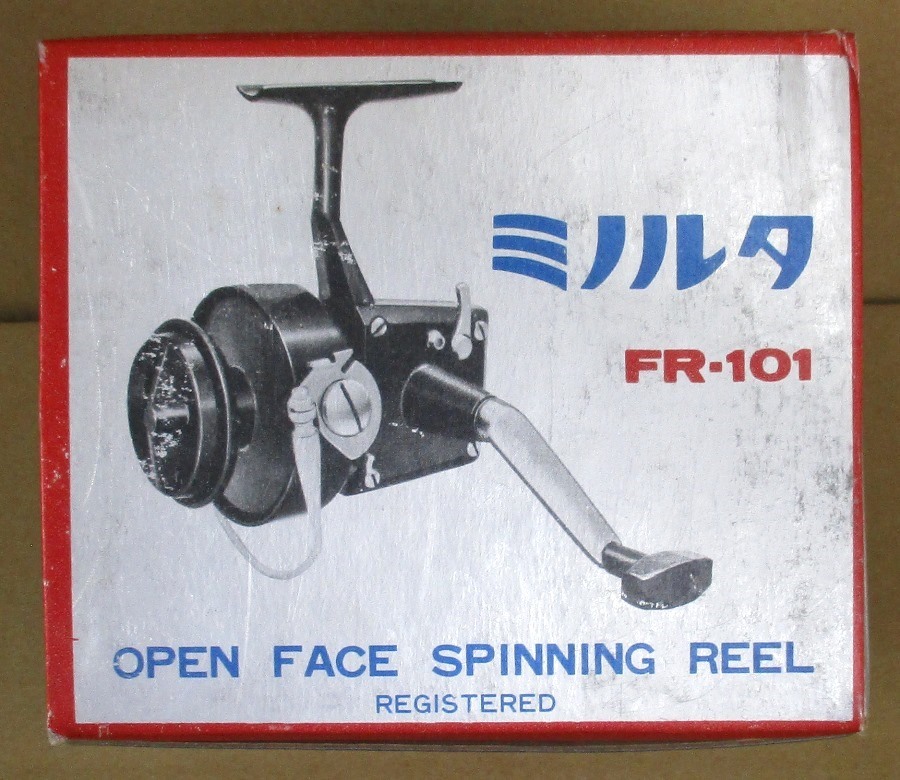 ミノルタ
FR-101
OPEN FACE SPINNING REEL
REGISTERED